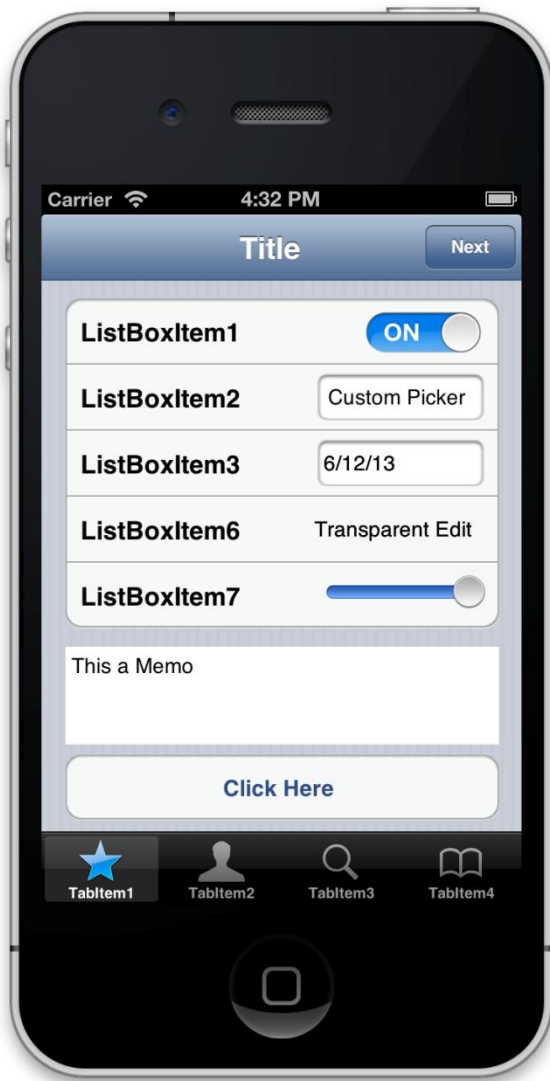 Carrier 4:32 PM
Title Next
ListBoxItem1 ON
ListBoxItem2 Custom Picker
ListBoxItem3 6/12/13
ListBoxItem6 Transparent Edit
ListBoxItem7
This a Memo
Click Here
TabItem1 TabItem2 TabItem3 TabItem4